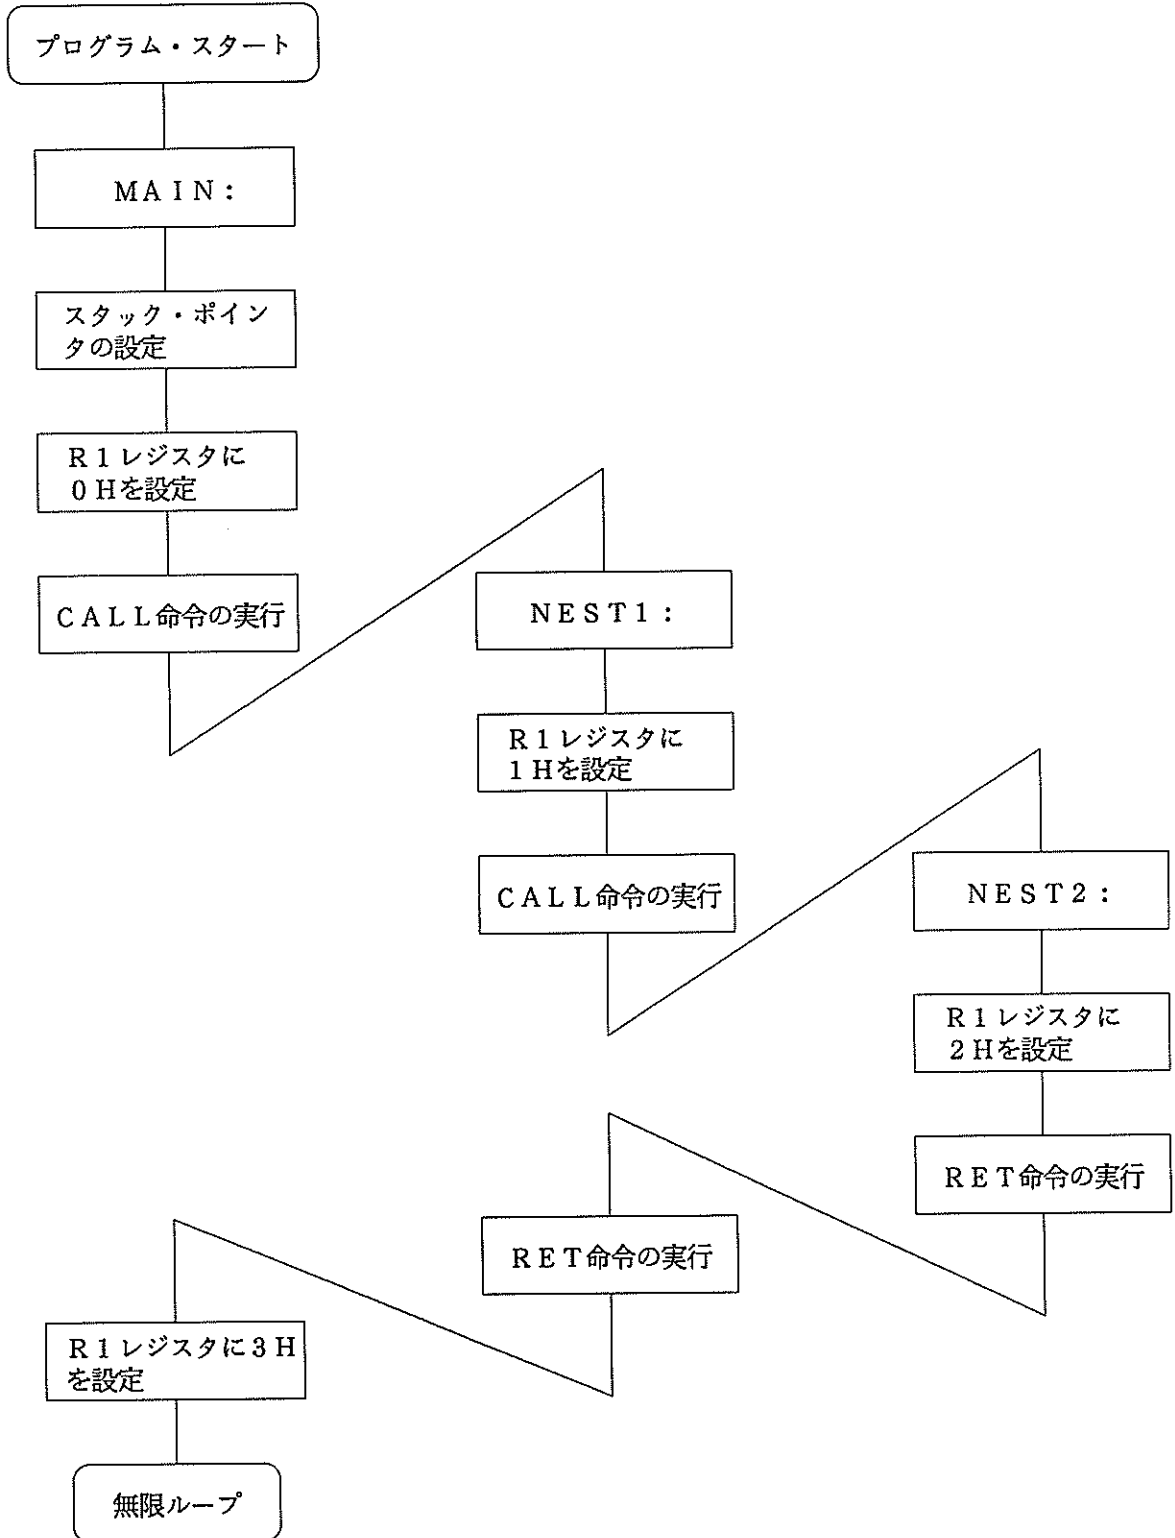 プログラム・スタート
ＭＡＩＮ：
スタック・ポイン
タの設定
Ｒ１レジスタに
０Ｈを設定
ＣＡＬＬ命令の実行
ＮＥＳＴ１：
Ｒ１レジスタに
１Ｈを設定
ＣＡＬＬ命令の実行
ＮＥＳＴ２：
Ｒ１レジスタに
２Ｈを設定
ＲＥＴ命令の実行
ＲＥＴ命令の実行
Ｒ１レジスタに３Ｈ
を設定
無限ループ